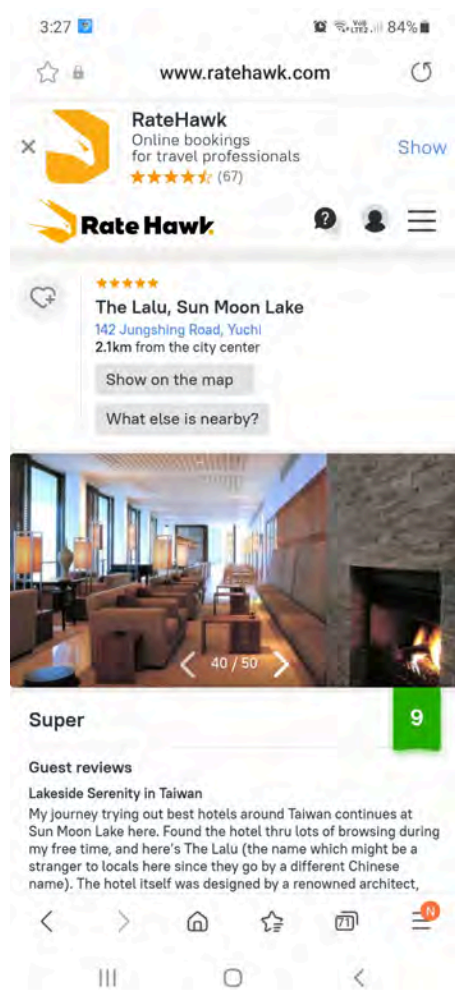 3:27
84%
www.ratehawk.com
RateHawk
Online bookings
for travel professionals
(67)
Show
Rate Hawk.
?
The Lalu, Sun Moon Lake
142 Jungshing Road, Yuchi
2.1km from the city center
Show on the map
What else is nearby?
40 / 50
Super
9
Guest reviews
Lakeside Serenity in Taiwan
My journey trying out best hotels around Taiwan continues at
Sun Moon Lake here. Found the hotel thru lots of browsing during
my free time, and here's The Lalu (the name which might be a
stranger to locals here since they go by a different Chinese
name). The hotel itself was designed by a renowned architect,
71
N